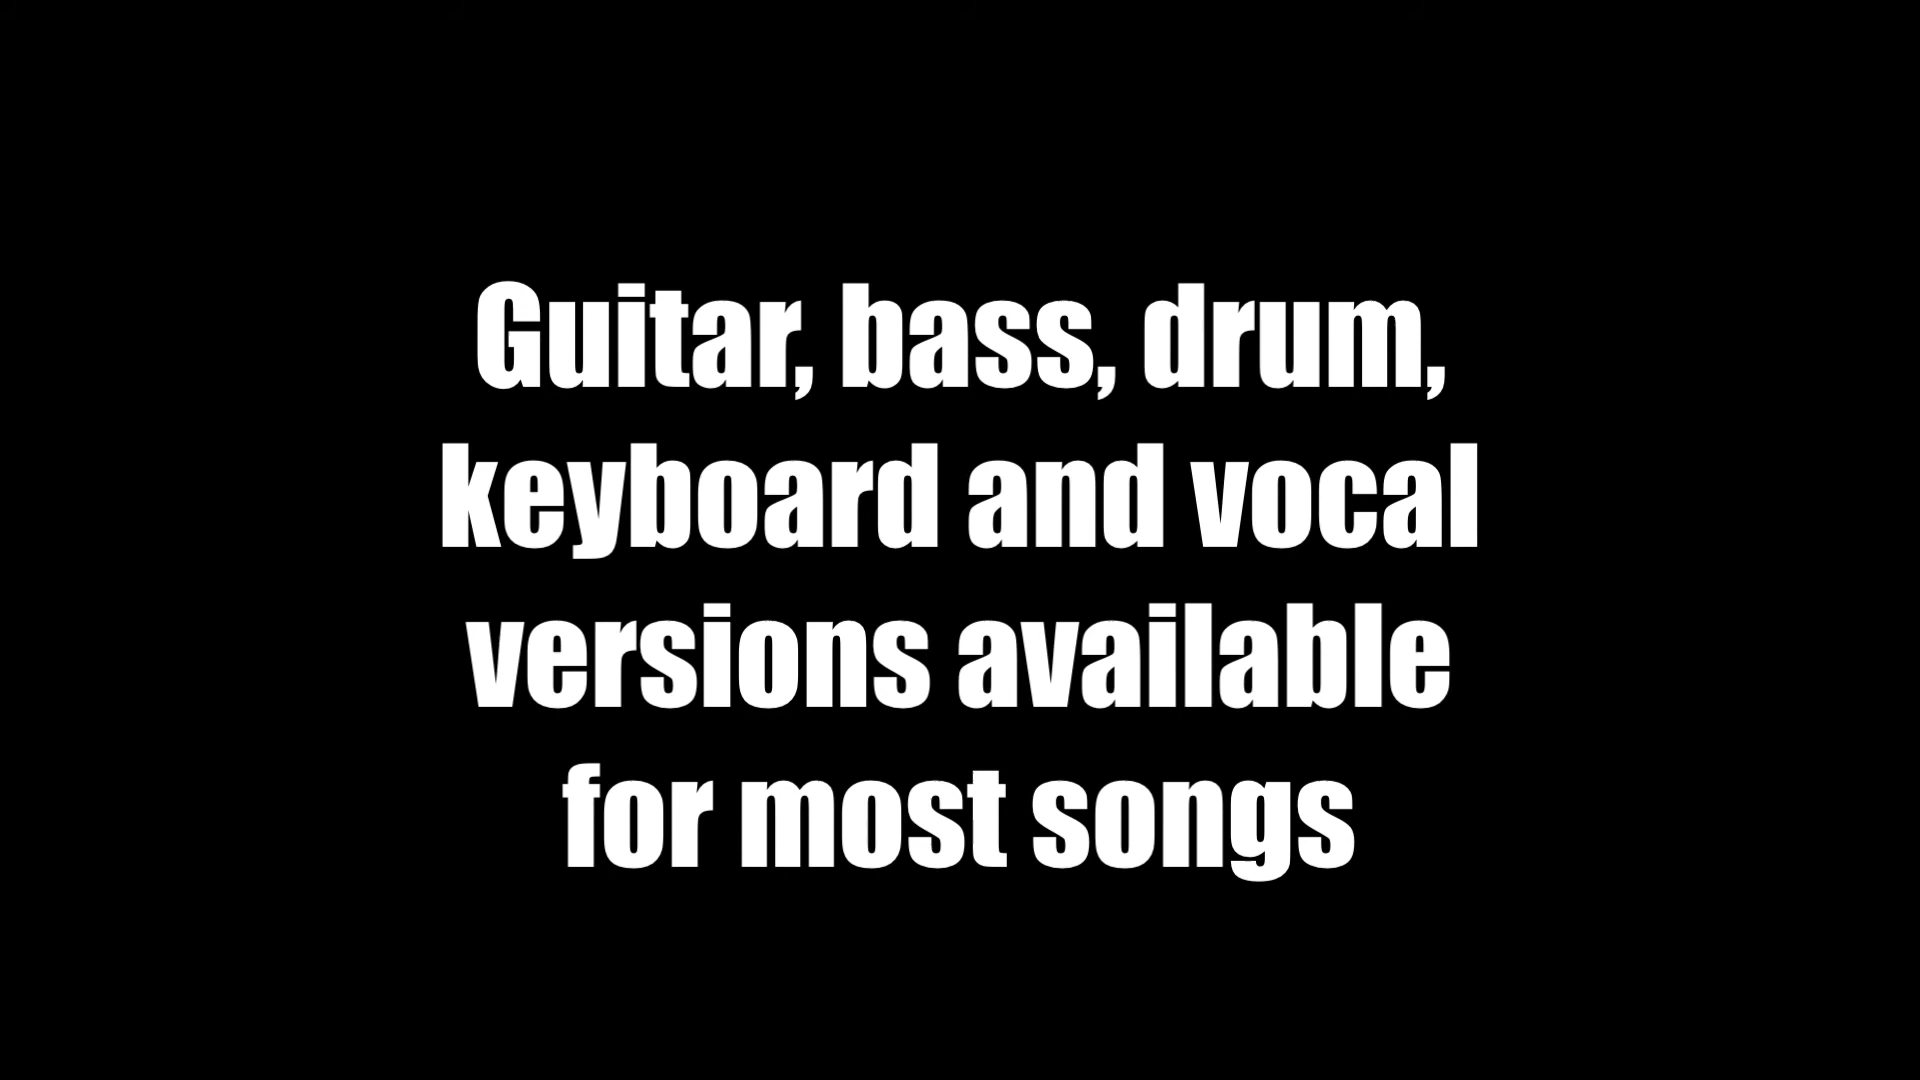 Guitar, bass, drum,
keyboard and vocal
versions available
for most songs